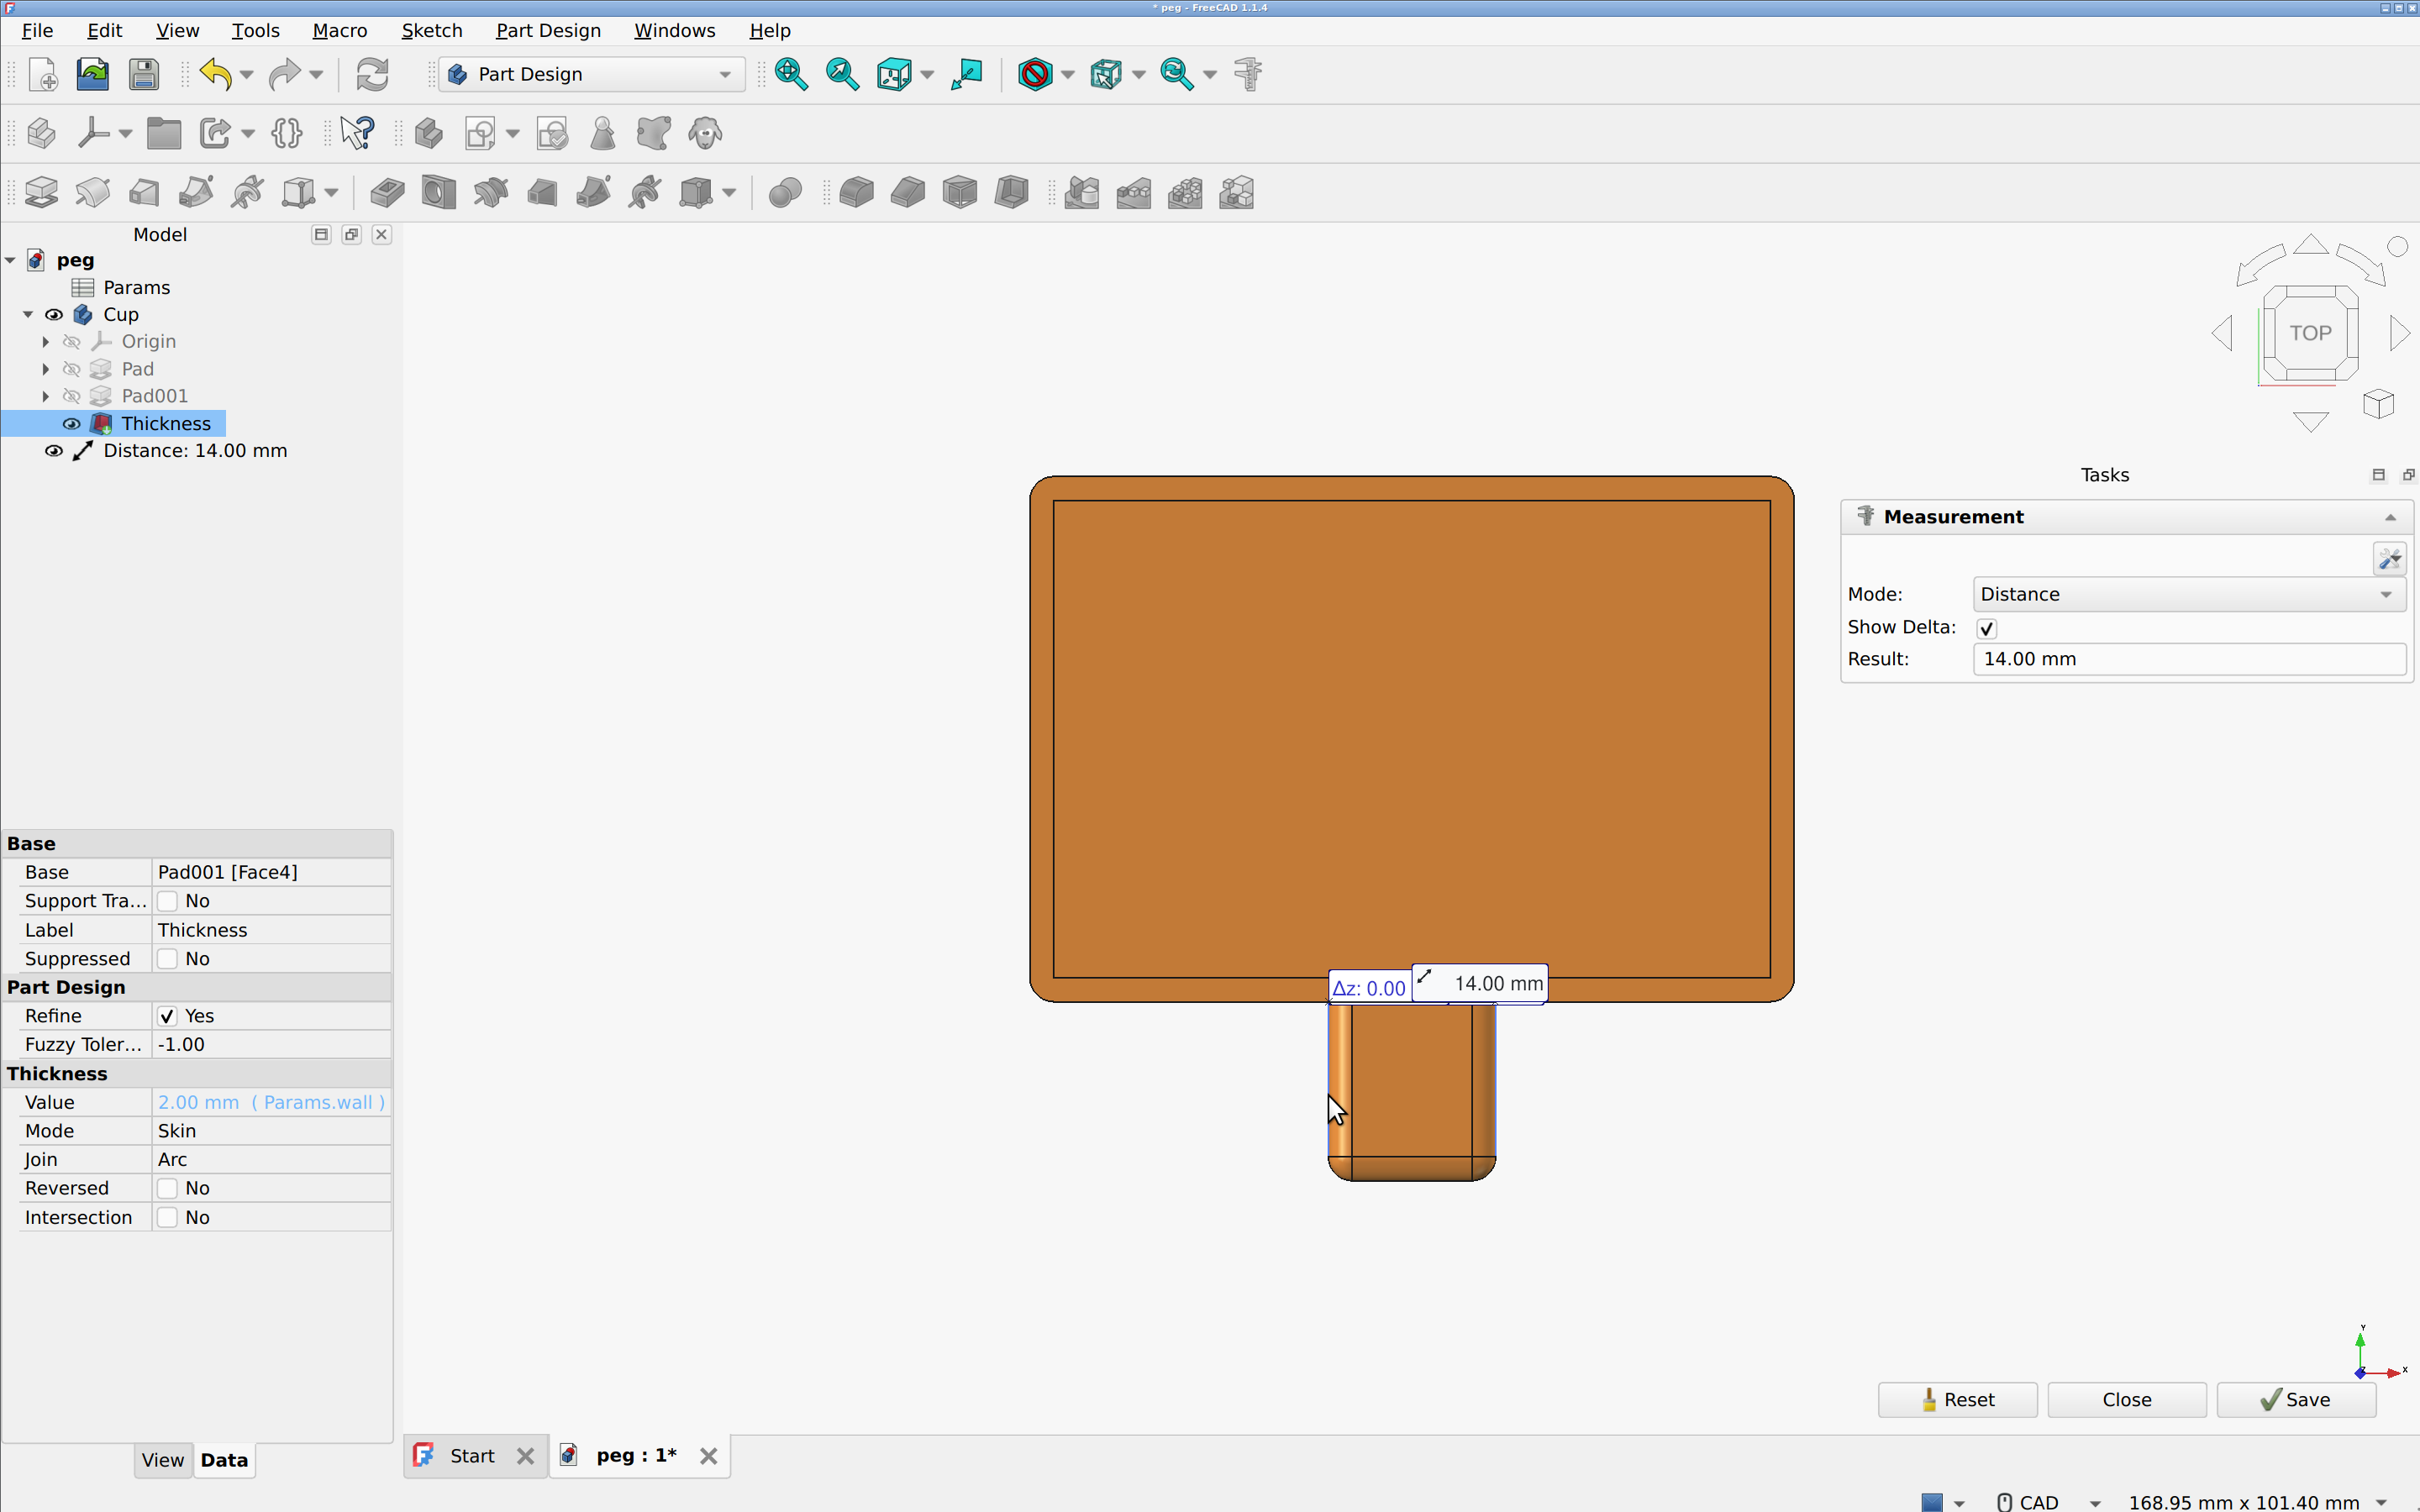 * peg - FreeCAD 1.1.4
File Edit View Tools Macro Sketch Part Design Windows Help
Part Design
Model
peg
Params
Cup
Origin
Pad
Pad001
Thickness
Distance: 14.00 mm
TOP
Tasks
Measurement
Mode: Distance
Show Delta:
Result: 14.00 mm
Δz: 0.00
14.00 mm
Base
Base Pad001 [Face4]
Support Tra... No
Label Thickness
Suppressed No
Part Design
Refine Yes
Fuzzy Toler... -1.00
Thickness
Value 2.00 mm ( Params.wall )
Mode Skin
Join Arc
Reversed No
Intersection No
Y
X
Reset Close Save
View Data
Start peg : 1*
CAD 168.95 mm x 101.40 mm